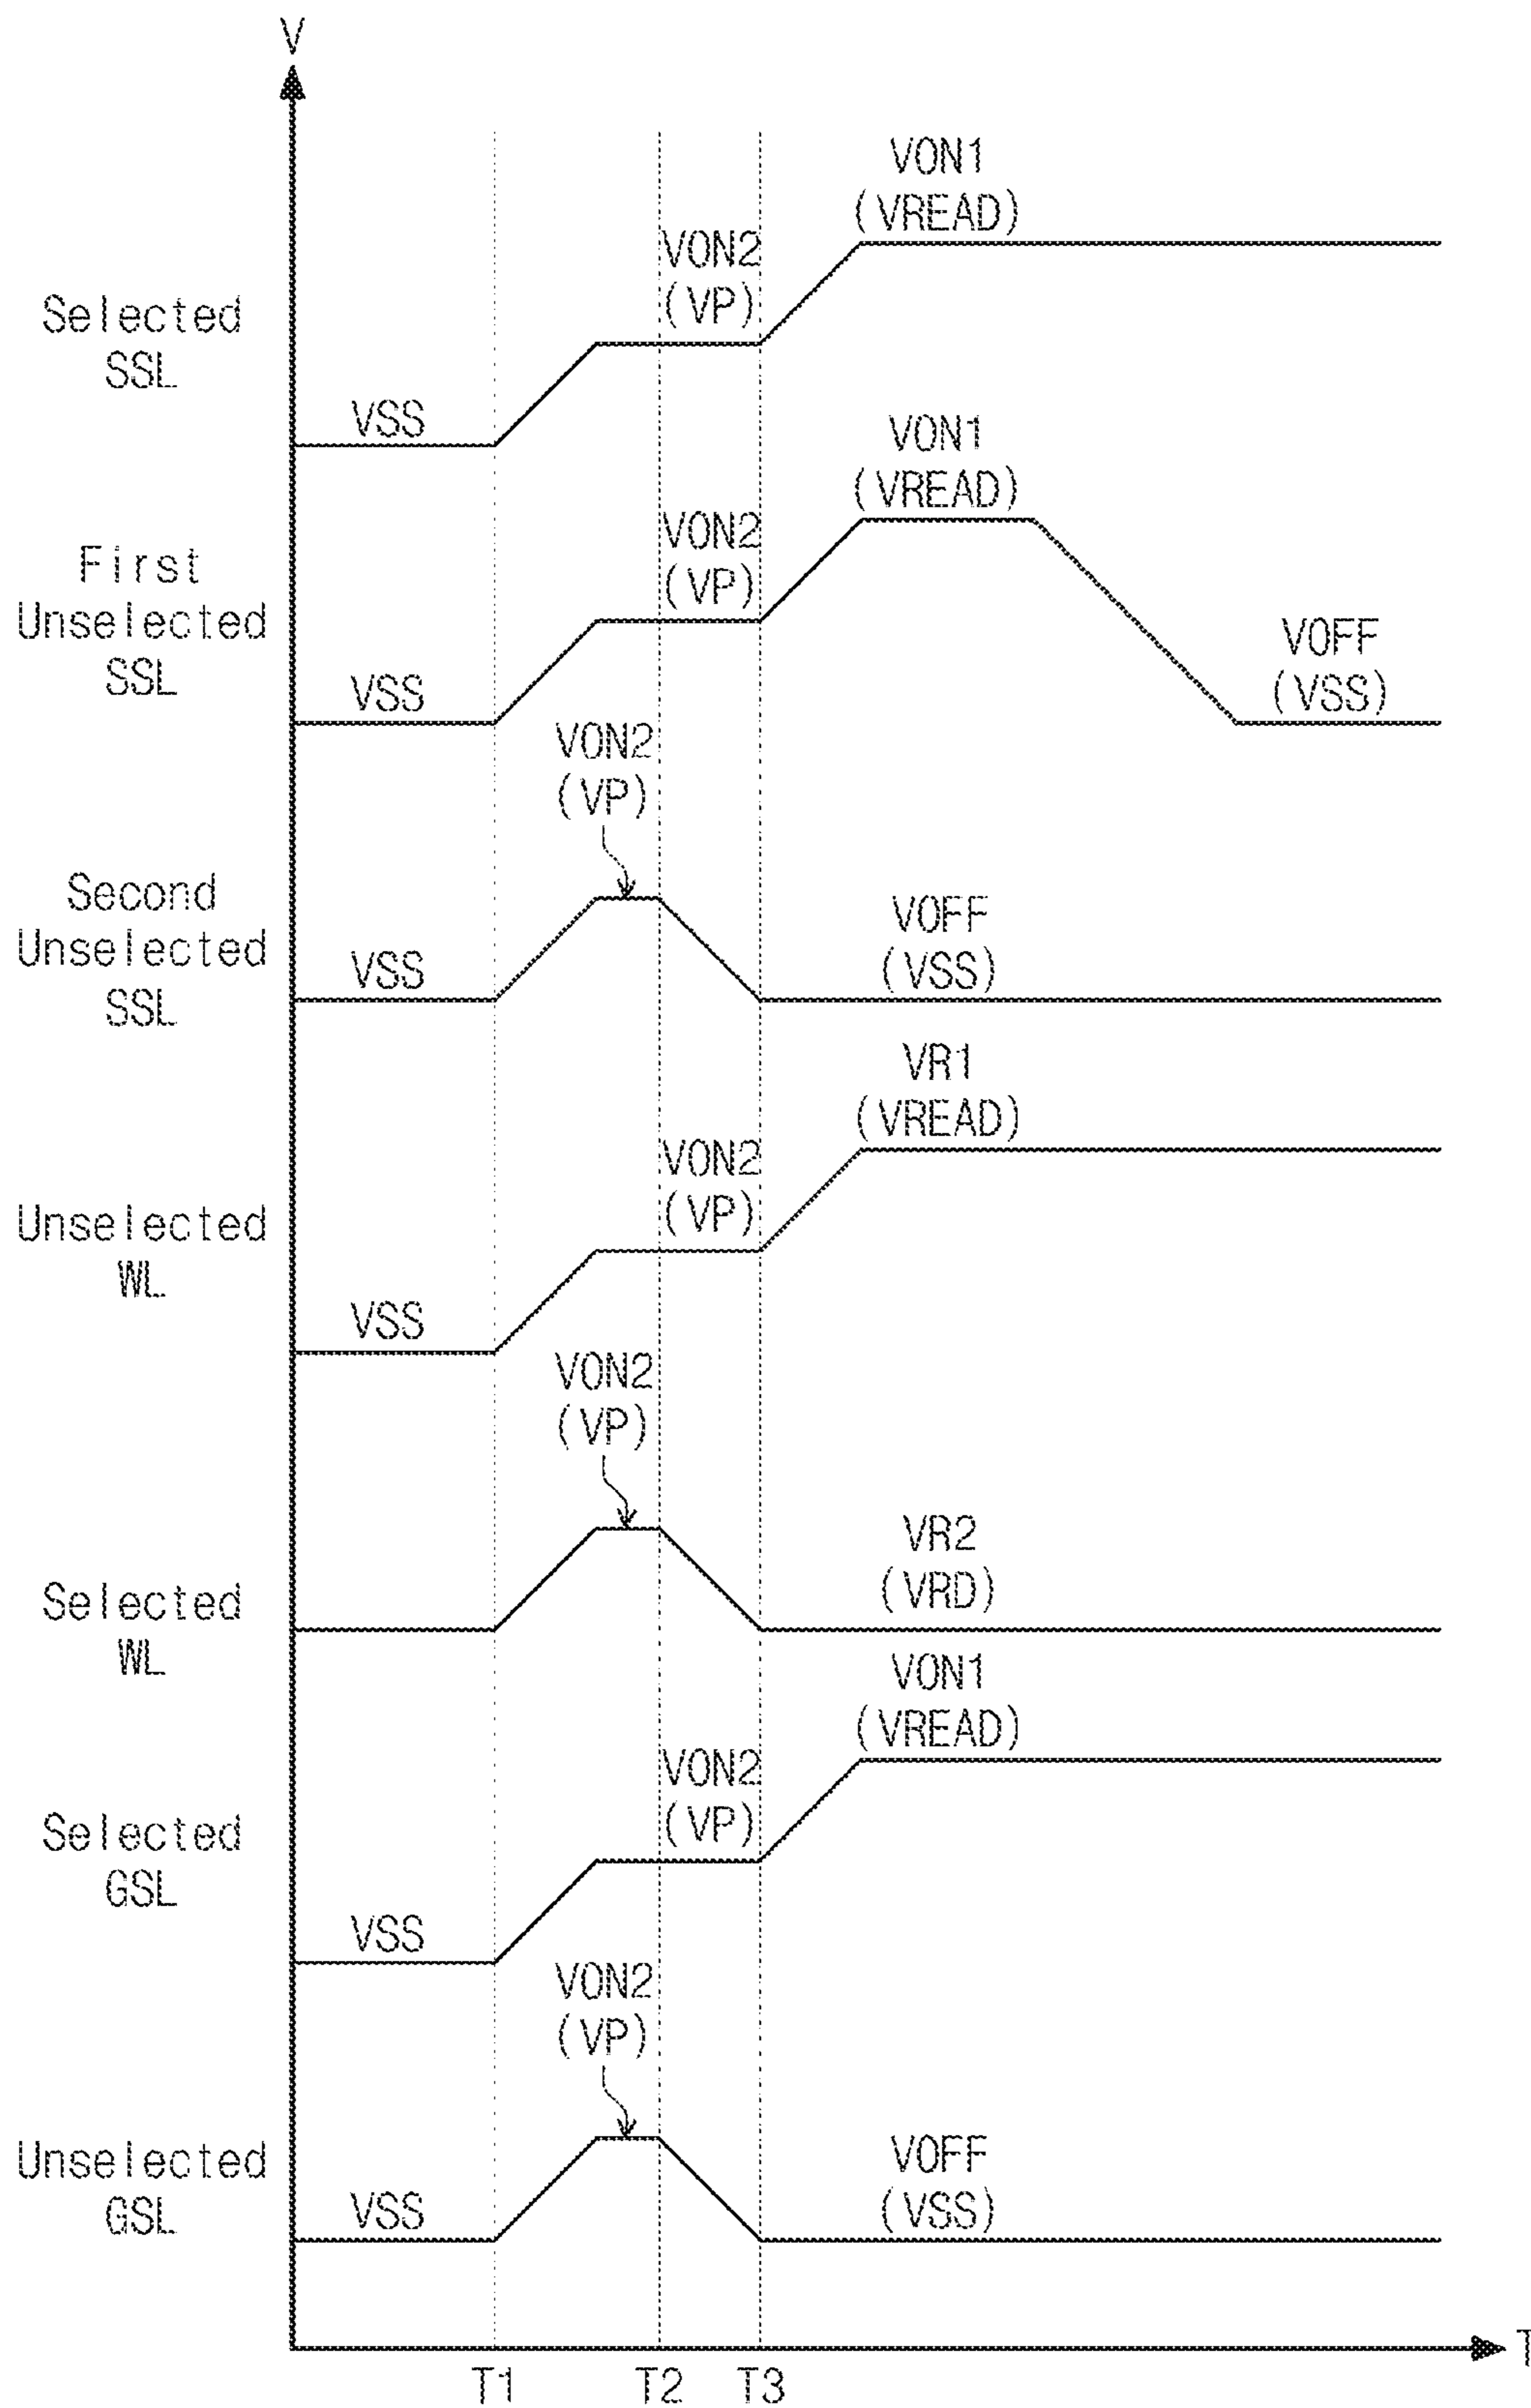 V
VON1
(VREAD)
VON2
(VP)
Selected
SSL
VSS
VON1
(VREAD)
VON2
(VP)
First
Unselected
SSL
VSS
VOFF
(VSS)
VON2
(VP)
Second
Unselected
SSL
VSS
VOFF
(VSS)
VR1
(VREAD)
VON2
(VP)
Unselected
WL
VSS
VON2
(VP)
Selected
WL
VR2
(VRD)
VON1
(VREAD)
VON2
(VP)
Selected
GSL
VSS
VON2
(VP)
Unselected
GSL
VSS
VOFF
(VSS)
T
T1 T2 T3